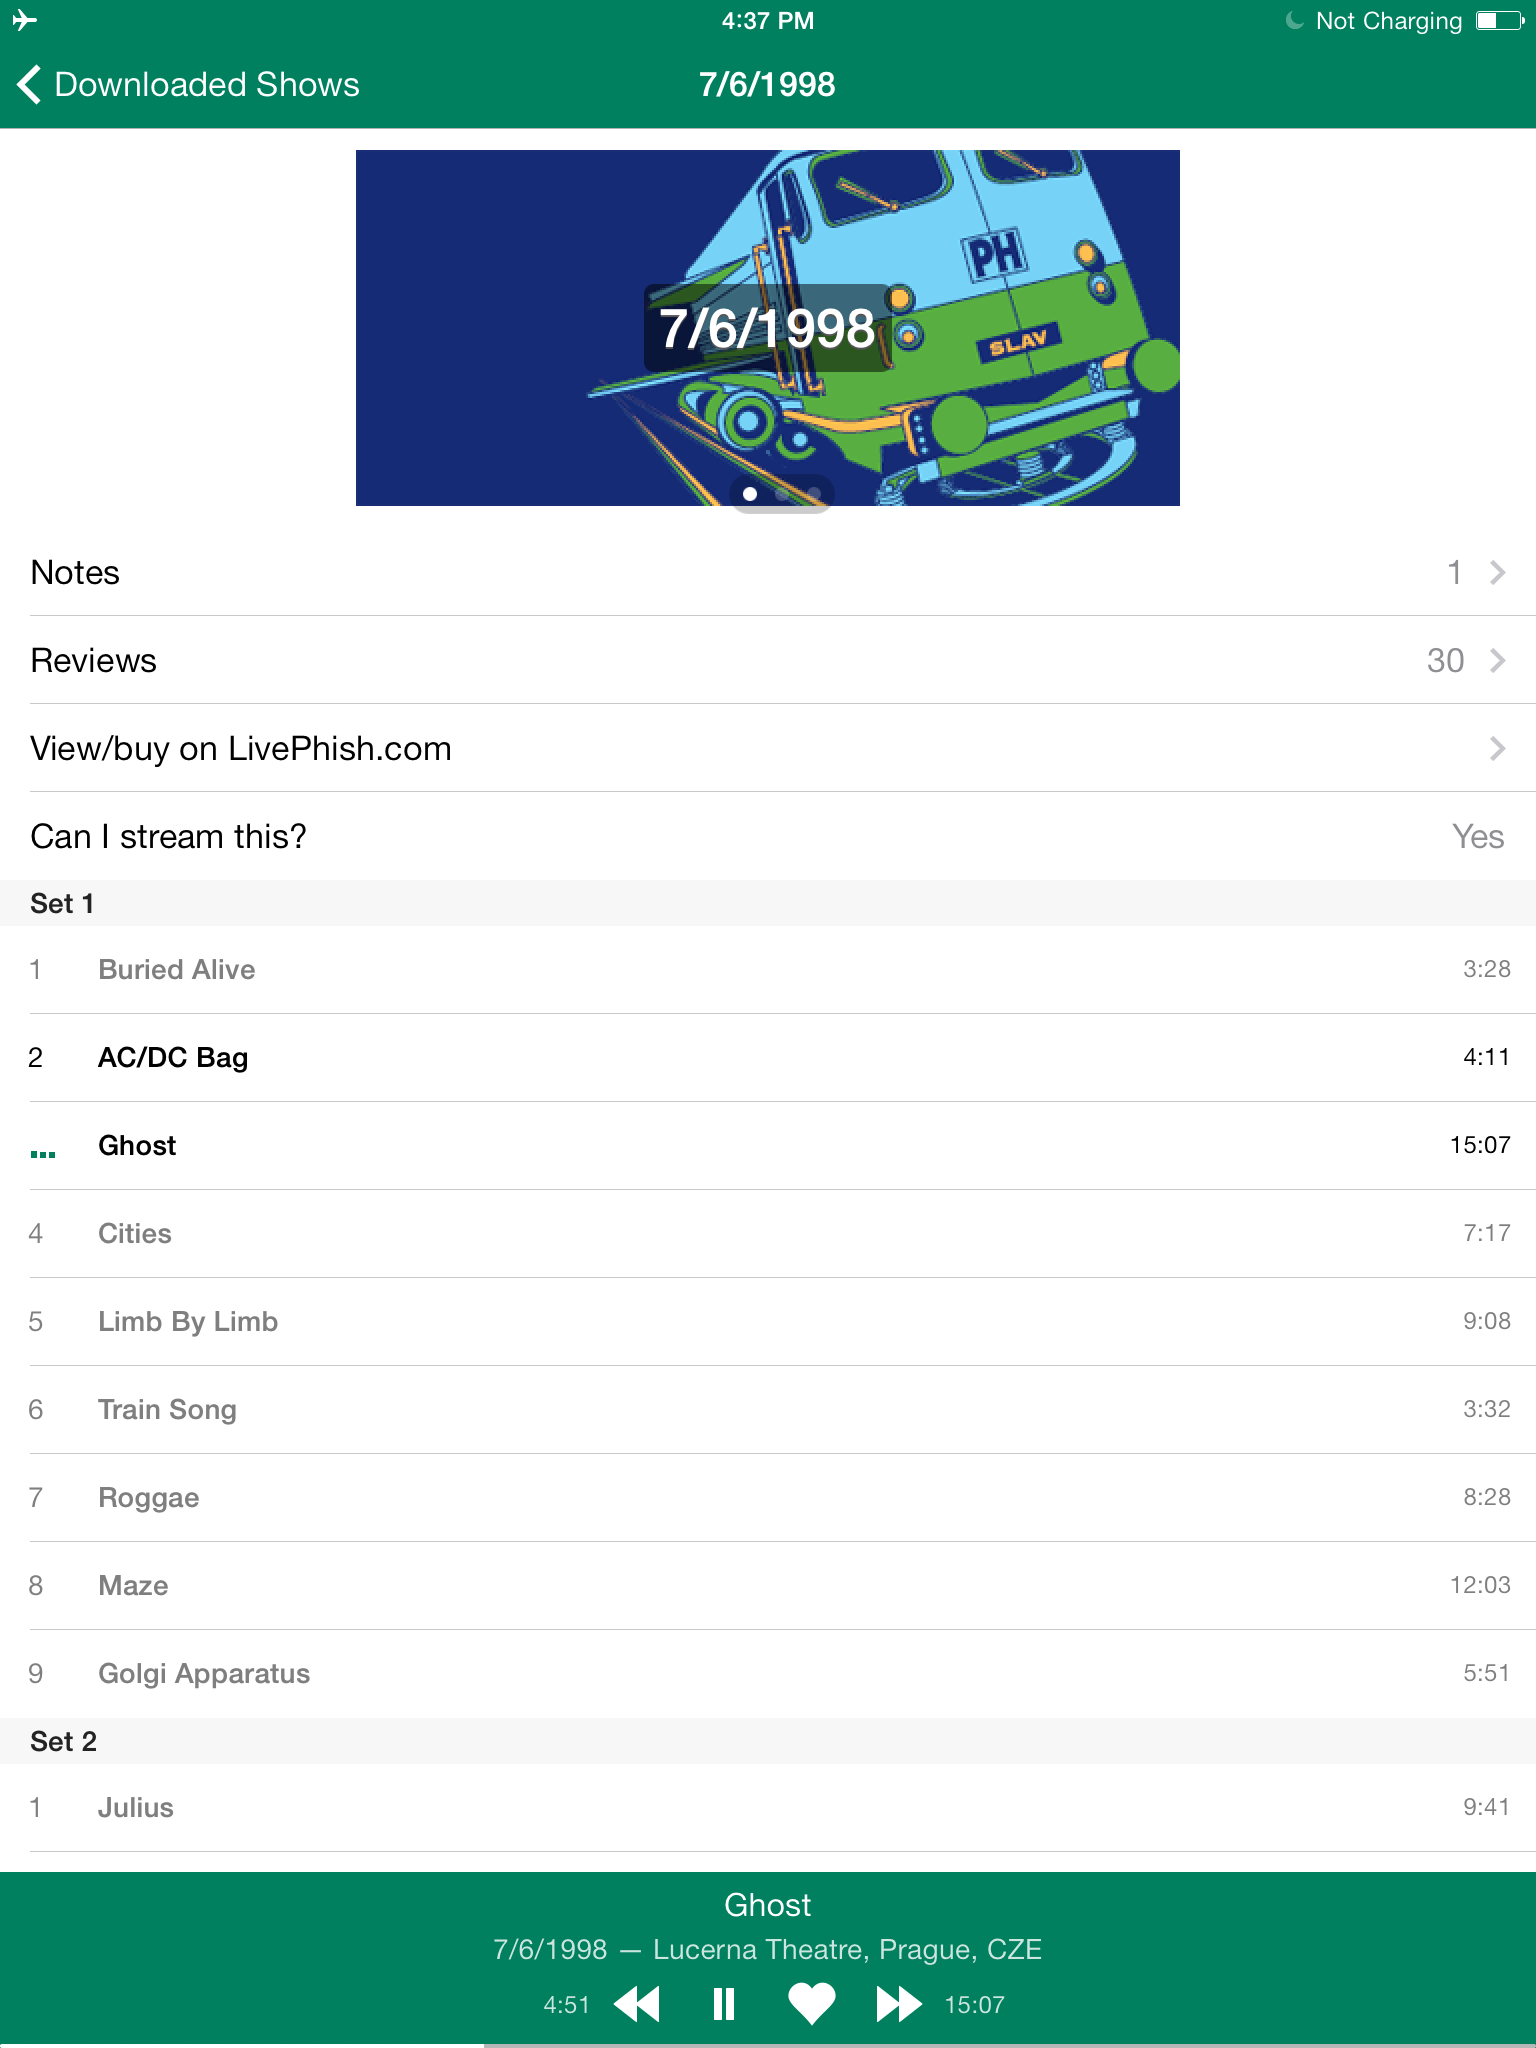 4:37 PM
Not Charging
Downloaded Shows
7/6/1998
PH
7/6/1998
SLAV
Notes 1
Reviews 30
View/buy on LivePhish.com
Can I stream this? Yes
Set 1
1 Buried Alive 3:28
2 AC/DC Bag 4:11
Ghost 15:07
4 Cities 7:17
5 Limb By Limb 9:08
6 Train Song 3:32
7 Roggae 8:28
8 Maze 12:03
9 Golgi Apparatus 5:51
Set 2
1 Julius 9:41
Ghost
7/6/1998 — Lucerna Theatre, Prague, CZE
4:51 15:07